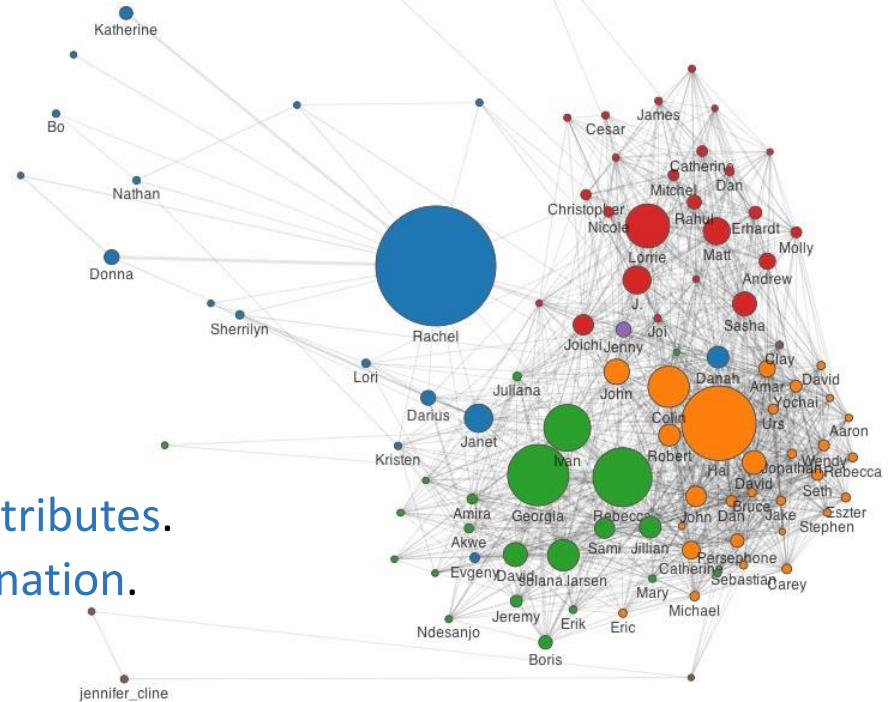 Katherine
Bo
James
Cesar
Catherine
Mitchel
Dan
Nathan
Christopher
Nicole
Rahul
Erhardt
Lorrie
Matt
Molly
Donna
Andrew
J.
Sasha
Sherrilyn
Rachel
Joichi
Jenny
Joi
Clay
Lori
Juliana
John
Danah
Amar
David
Yochai
Darius
Colin
Urs
Janet
Aaron
Kristen
Ivan
Robert
Hal
Jonathan
Wendy
Rebecca
David
Seth
tributes.
Amira
Georgia
Rebecca
John
Dan
Bruce
Jake
Eszter
Stephen
Akwe
Sami
Jillian
nation.
Evgeny
David
solana.larsen
Catherine
Persephone
Sebastian
Carey
Mary
Jeremy
Erik
Michael
Ndesanjo
Eric
Boris
jennifer_cline